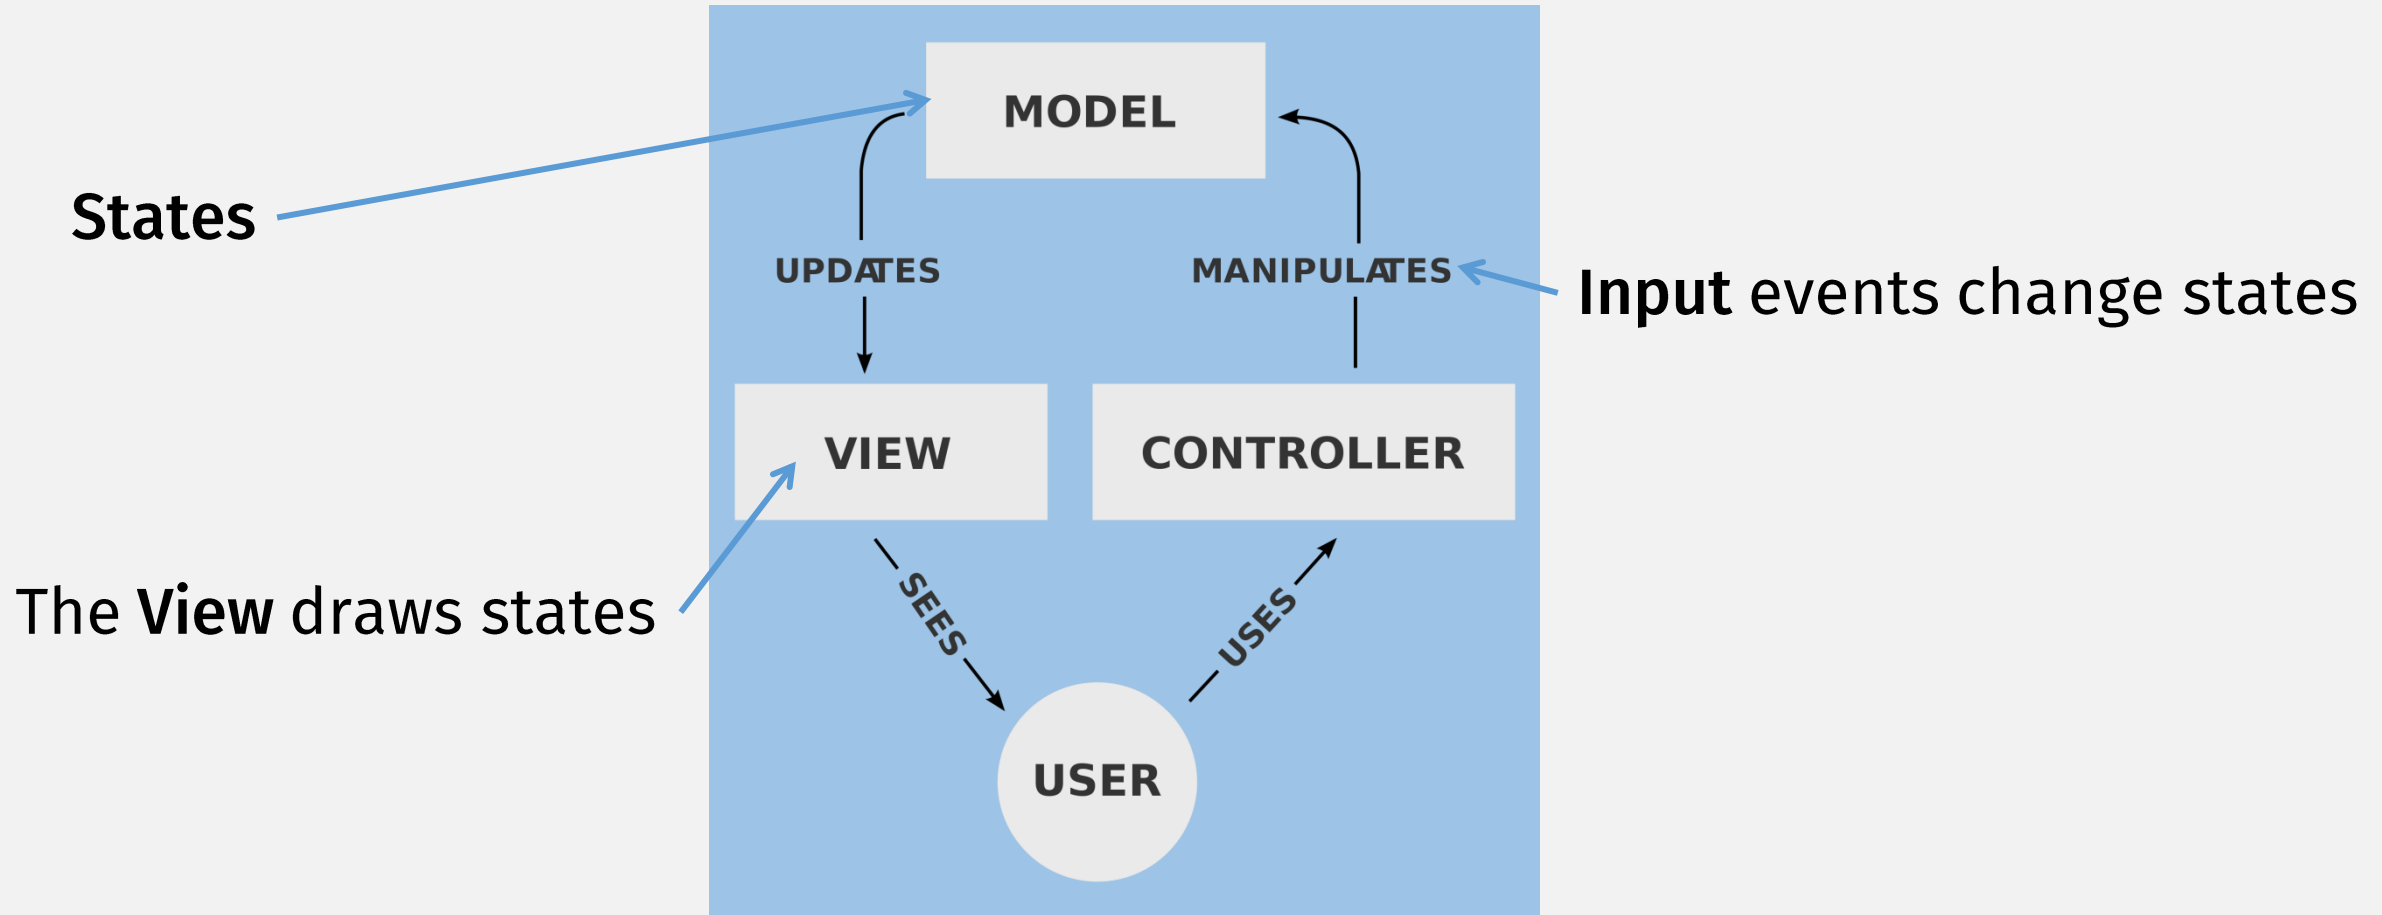 MODEL
States
UPDATES
MANIPULATES
Input events change states
VIEW
CONTROLLER
The View draws states
SEES
USES
USER